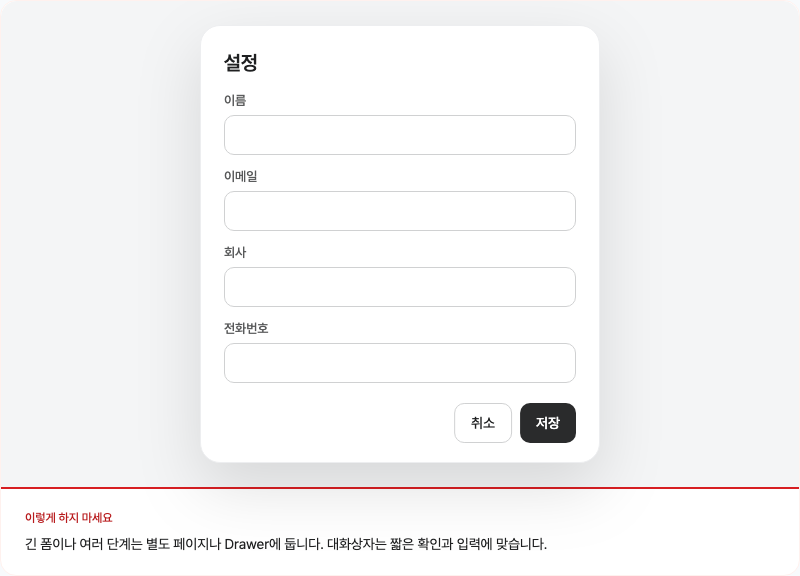 설정
이름
이메일
회사
전화번호
취소
저장
이렇게 하지 마세요
긴 폼이나 여러 단계는 별도 페이지나 Drawer에 둡니다. 대화상자는 짧은 확인과 입력에 맞습니다.